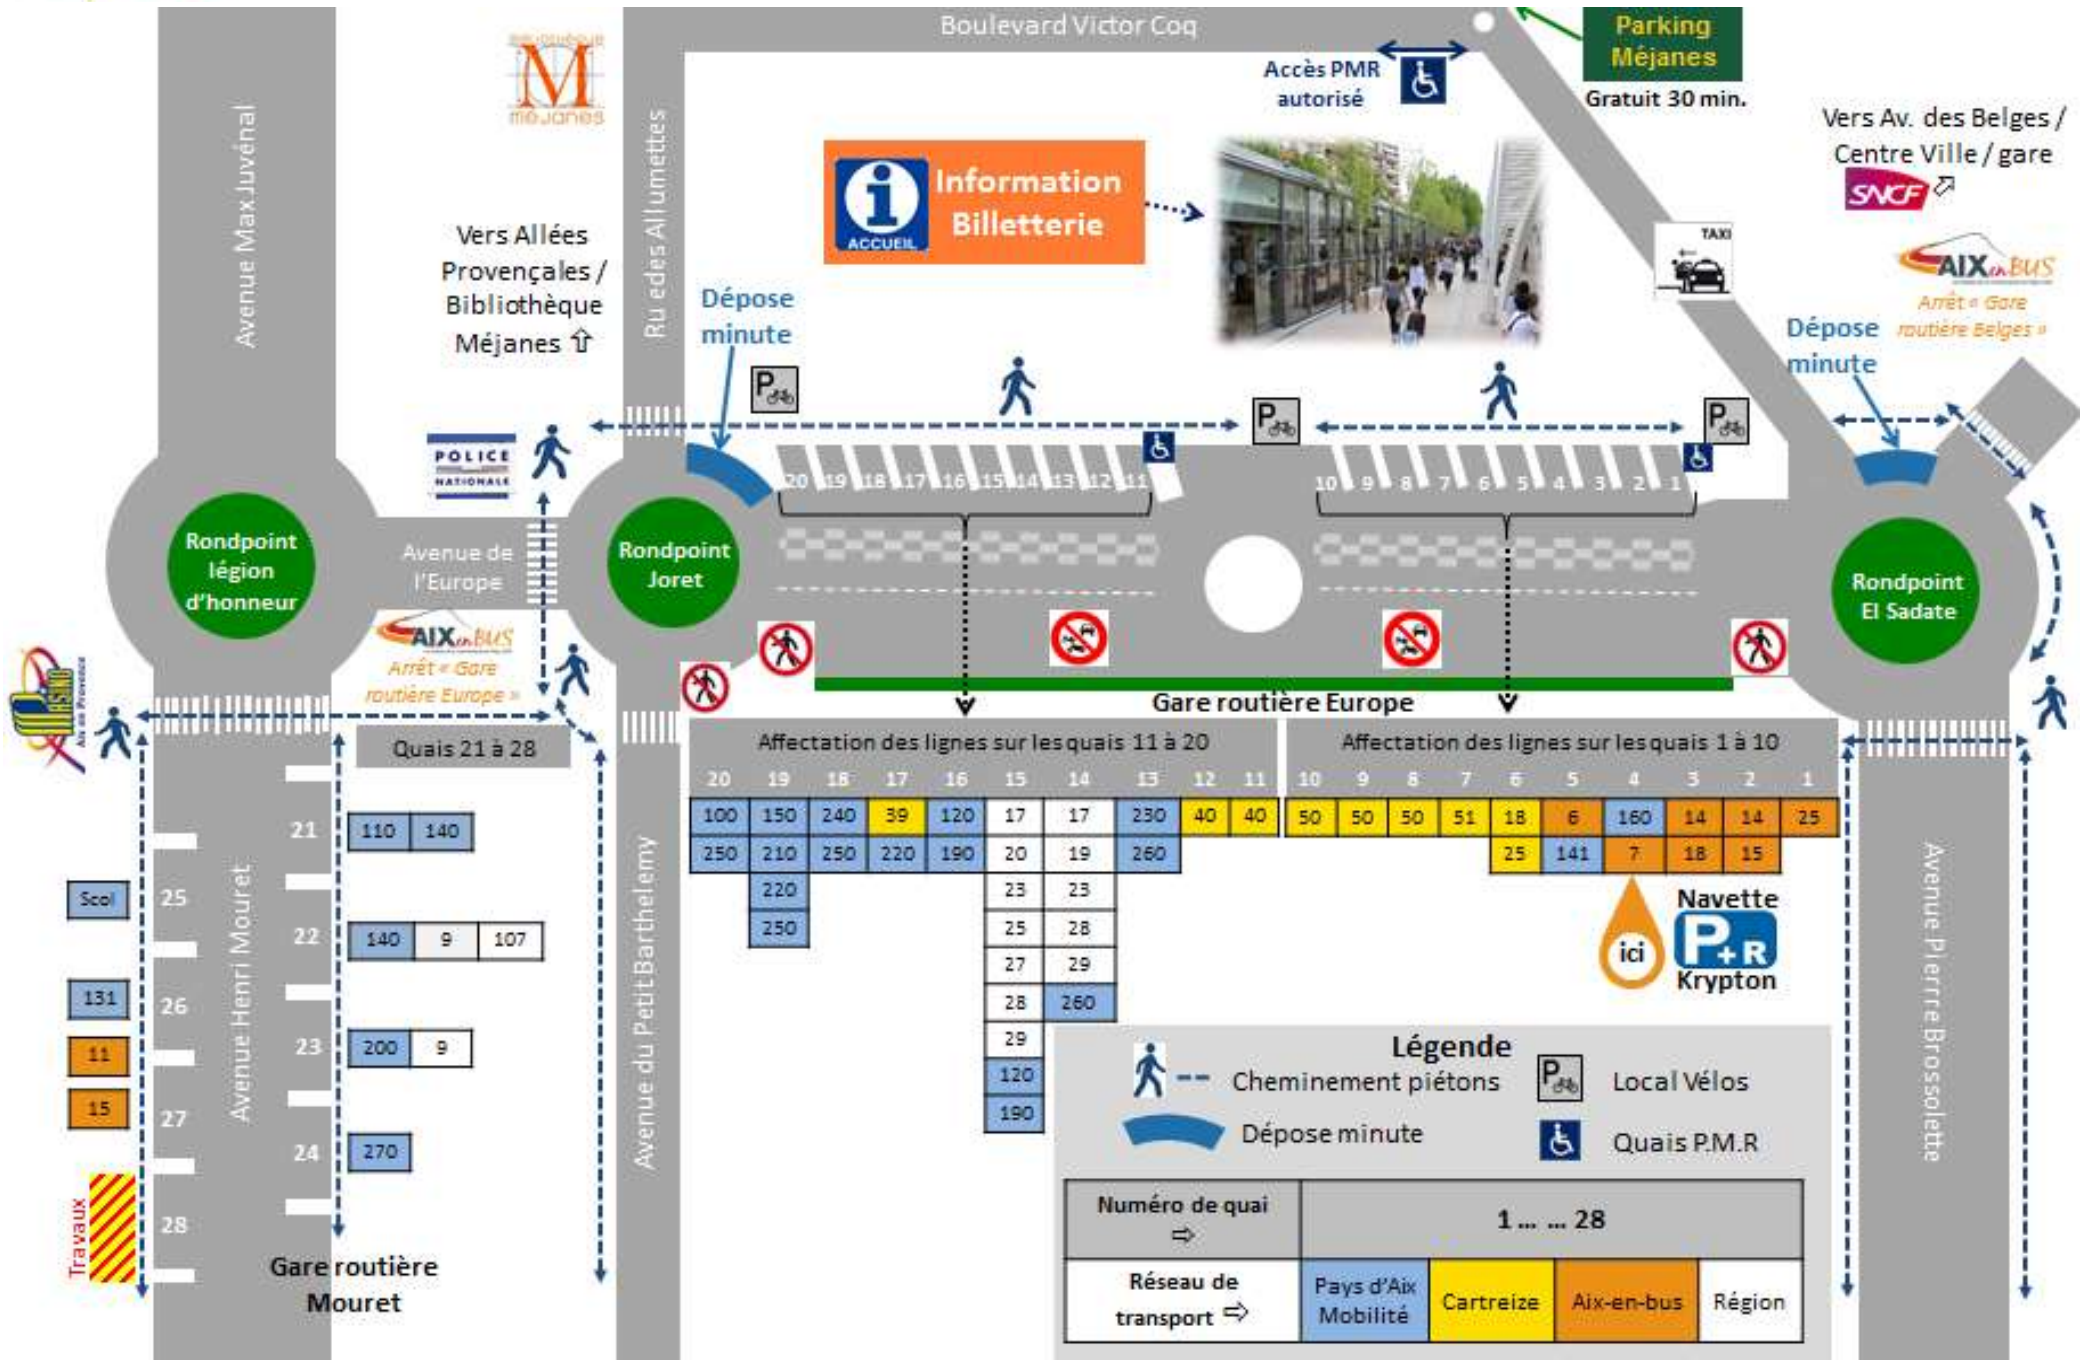 Boulevard Victor Coq
Parking
Méjanes
Gratuit 30 min.
Accès PMR
autorisé
MéJanes
Avenue Max Juvénal
Ru edes Allumettes
Information
Billetterie
ACCUEIL
Vers Av. des Belges /
Centre Ville / gare
SNCF
TAXI
AIX en BUS
Arrêt « Gare
routière Belges »
Vers Allées
Provençales /
Bibliothèque
Méjanes
Dépose
minute
Dépose
minute
P
P
P
POLICE
NATIONALE
20 19 18 17 16 15 14 13 12 11
10 9 8 7 6 5 4 3 2 1
Rondpoint
légion
d'honneur
Avenue de
l'Europe
Rondpoint
Joret
Rondpoint
El Sadate
AIX en BUS
Arrêt « Gare
routière Europe »
Gare routière Europe
Quais 21 à 28
Affectation des lignes sur les quais 11 à 20
Affectation des lignes sur les quais 1 à 10
20 19 18 17 16 15 14 13 12 11 10 9 8 7 6 5 4 3 2 1
100 150 240 39 120 17 17 230 40 40 50 50 50 51 18 6 160 14 14 25
250 210 250 220 190 20 19 260 25 141 7 18 15
220 23 23
250 25 28
27 29
28 260
29
120
190
Navette
ici P+R
Krypton
21 110 140
22 140 9 107
23 200 9
24 270
Scol 25
131 26
11
15 27
28
Travaux
Avenue Henri Mouret
Gare routière
Mouret
Avenue du Petit Barthelemy
Avenue Pierrre Brossolette
Légende
Cheminement piétons
P Local Vélos
Dépose minute
Quais P.M.R
Numéro de quai
1 ... ... 28
Réseau de
transport
Pays d'Aix
Mobilité
Cartreize
Aix-en-bus
Région